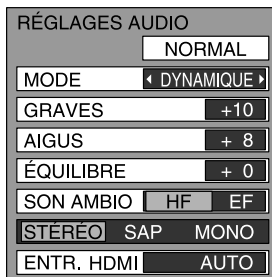 RÉGLAGES AUDIO
NORMAL
MODE DYNAMIQUE
GRAVES +10
AIGUS + 8
ÉQUILIBRE + 0
SON AMBIO HF EF
STÉRÉO SAP MONO
ENTR. HDMI AUTO